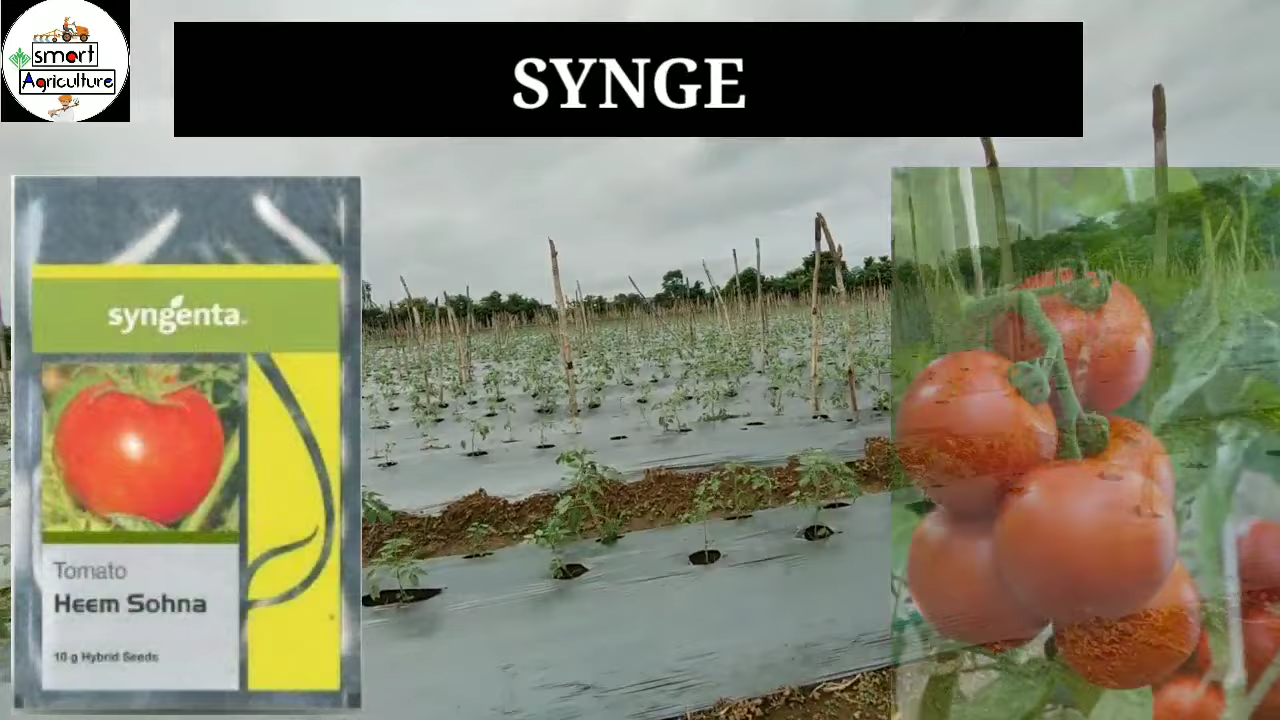 smart
Agriculture
SYNGE
syngenta
Tomato
Heem Sohna
10 g Hybrid Seeds